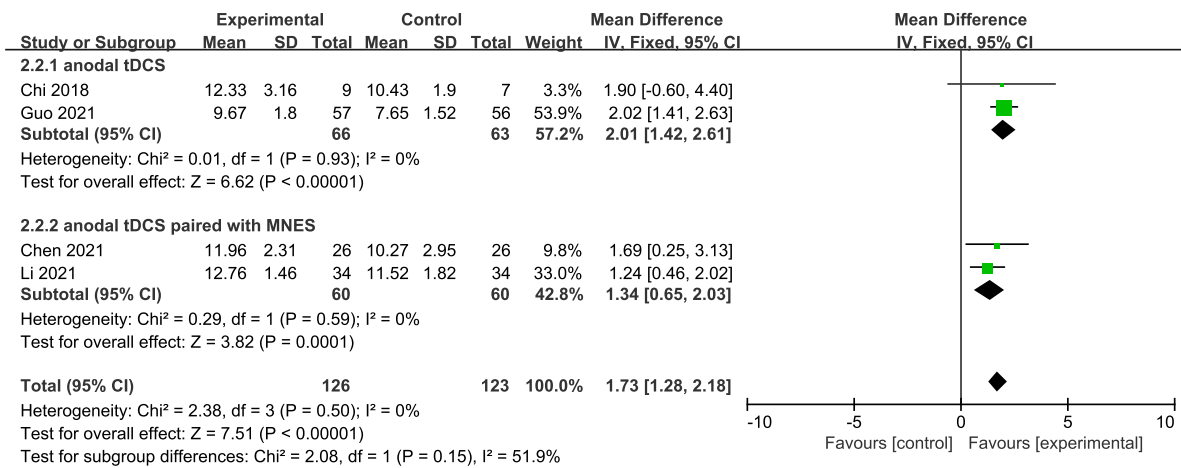 Experimental Control Mean Difference Mean Difference
Study or Subgroup Mean SD Total Mean SD Total Weight IV, Fixed, 95% CI IV, Fixed, 95% CI
2.2.1 anodal tDCS
Chi 2018 12.33 3.16 9 10.43 1.9 7 3.3% 1.90 [-0.60, 4.40]
Guo 2021 9.67 1.8 57 7.65 1.52 56 53.9% 2.02 [1.41, 2.63]
Subtotal (95% CI) 66 63 57.2% 2.01 [1.42, 2.61]
Heterogeneity: Chi² = 0.01, df = 1 (P = 0.93); I² = 0%
Test for overall effect: Z = 6.62 (P < 0.00001)
2.2.2 anodal tDCS paired with MNES
Chen 2021 11.96 2.31 26 10.27 2.95 26 9.8% 1.69 [0.25, 3.13]
Li 2021 12.76 1.46 34 11.52 1.82 34 33.0% 1.24 [0.46, 2.02]
Subtotal (95% CI) 60 60 42.8% 1.34 [0.65, 2.03]
Heterogeneity: Chi² = 0.29, df = 1 (P = 0.59); I² = 0%
Test for overall effect: Z = 3.82 (P = 0.0001)
Total (95% CI) 126 123 100.0% 1.73 [1.28, 2.18]
Heterogeneity: Chi² = 2.38, df = 3 (P = 0.50); I² = 0%
Test for overall effect: Z = 7.51 (P < 0.00001)
Test for subgroup differences: Chi² = 2.08, df = 1 (P = 0.15), I² = 51.9%
-10 -5 0 5 10
Favours [control] Favours [experimental]